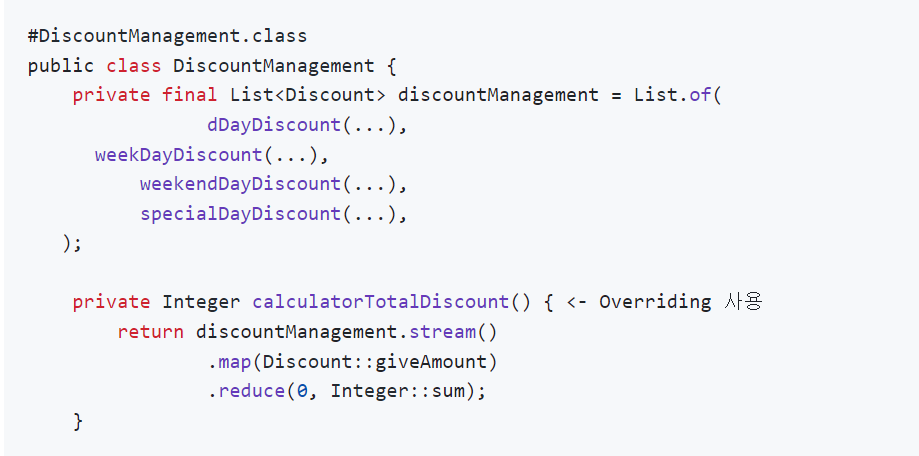 #DiscountManagement.class
public class DiscountManagement {
    private final List<Discount> discountManagement = List.of(
                dDayDiscount(...),
      weekDayDiscount(...),
          weekendDayDiscount(...),
          specialDayDiscount(...),
   );

    private Integer calculatorTotalDiscount() { <- Overriding 사용
        return discountManagement.stream()
                .map(Discount::giveAmount)
                .reduce(0, Integer::sum);
    }